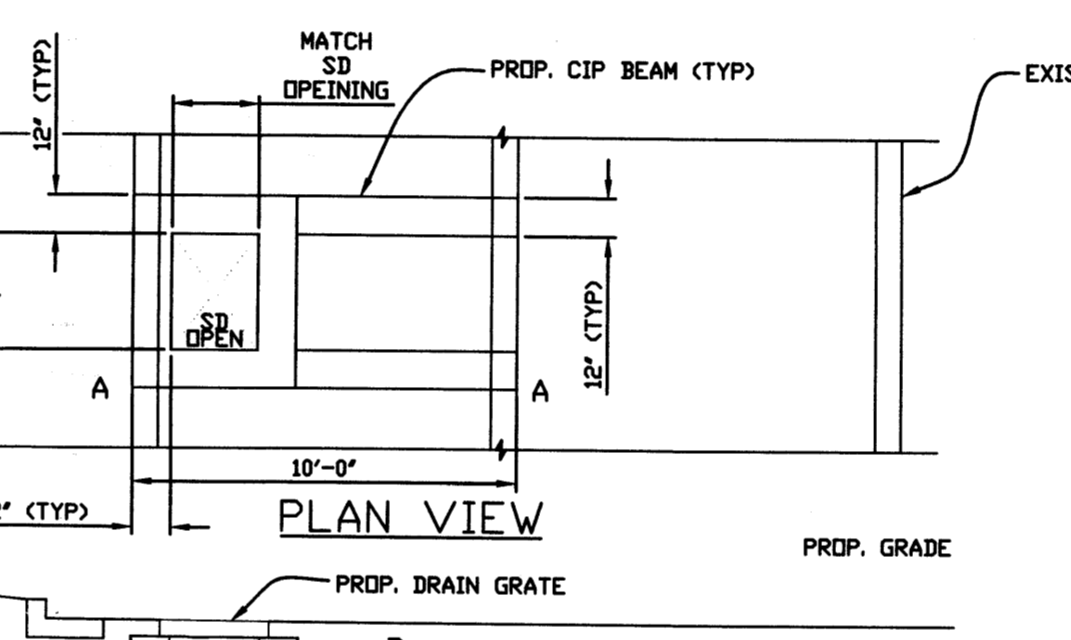 MATCH
SD
OPEINING
PROP. CIP BEAM (TYP)
12" (TYP)
SD
OPEN
12" (TYP)
A
A
10'-0"
(TYP)
PLAN VIEW
PROP. GRADE
PROP. DRAIN GRATE